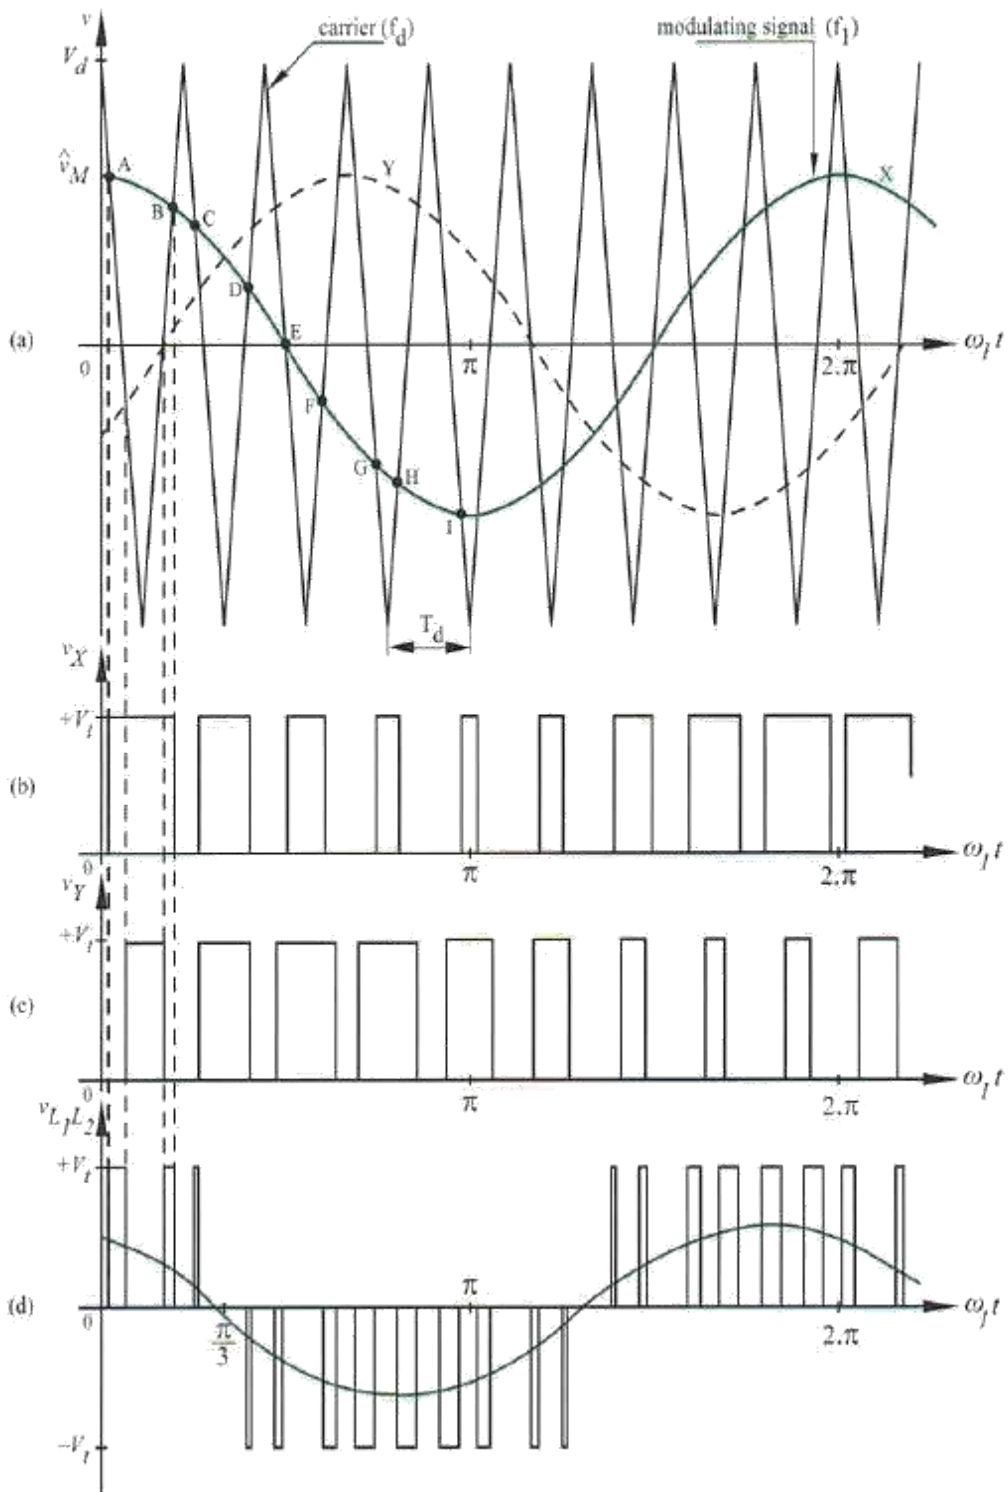 v
carrier (f_d)
modulating signal (f_1)
V_d
v̂_M
A
Y
X
B
C
D
E
(a)
0
π
2.π
ω_1 t
F
G
H
I
T_d
v_X
+V_t
(b)
0
π
2.π
ω_1 t
v_Y
+V_t
(c)
0
π
2.π
ω_1 t
v_L1L2
+V_t
π
(d)
0
π/3
2.π
ω_1 t
−V_t